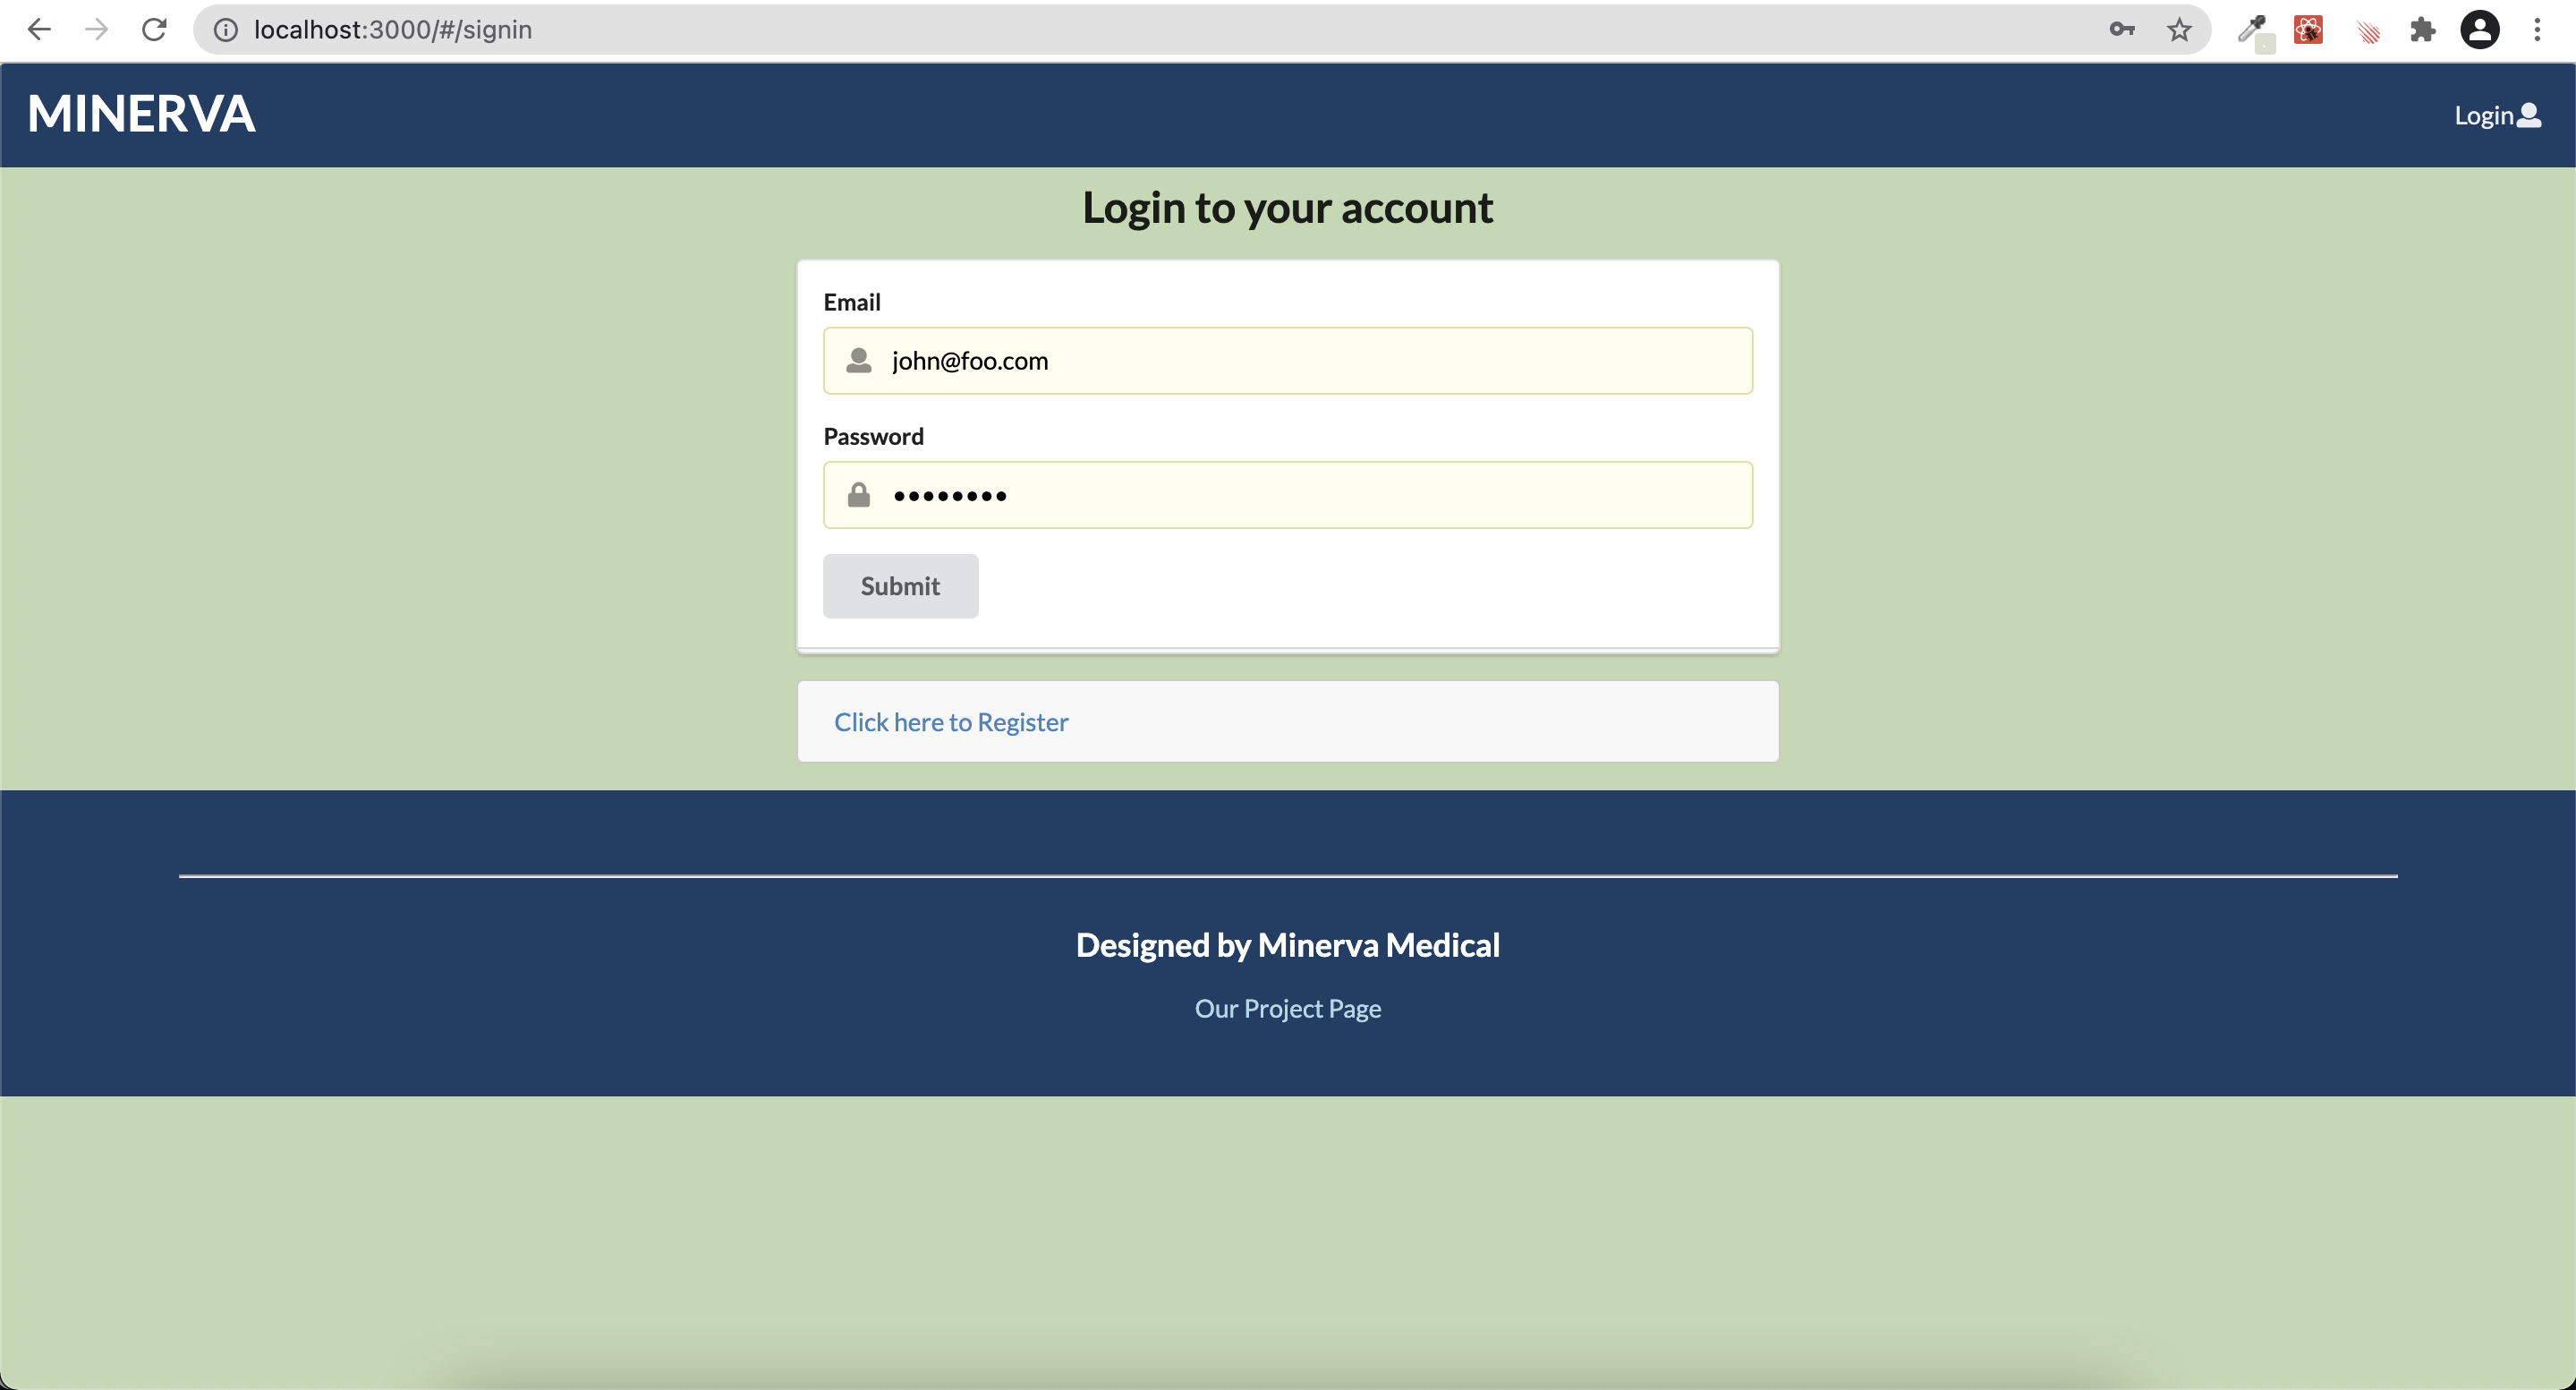 localhost:3000/#/signin
MINERVA
Login
Login to your account
Email
john@foo.com
Password
••••••••
Submit
Click here to Register
Designed by Minerva Medical
Our Project Page